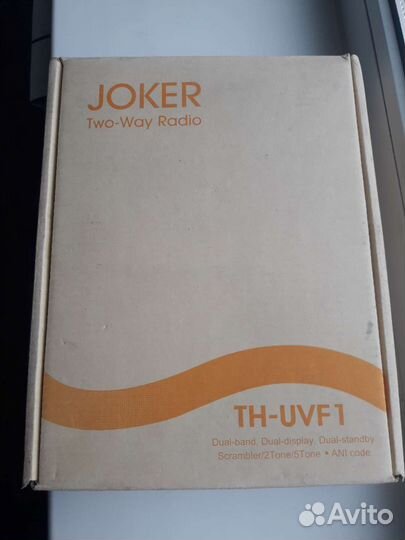 JOKER
Two-Way Radio
TH-UVF1
Dual-band, Dual-display, Dual-standby
Scrambler/2Tone/5Tone • ANI code
Avito